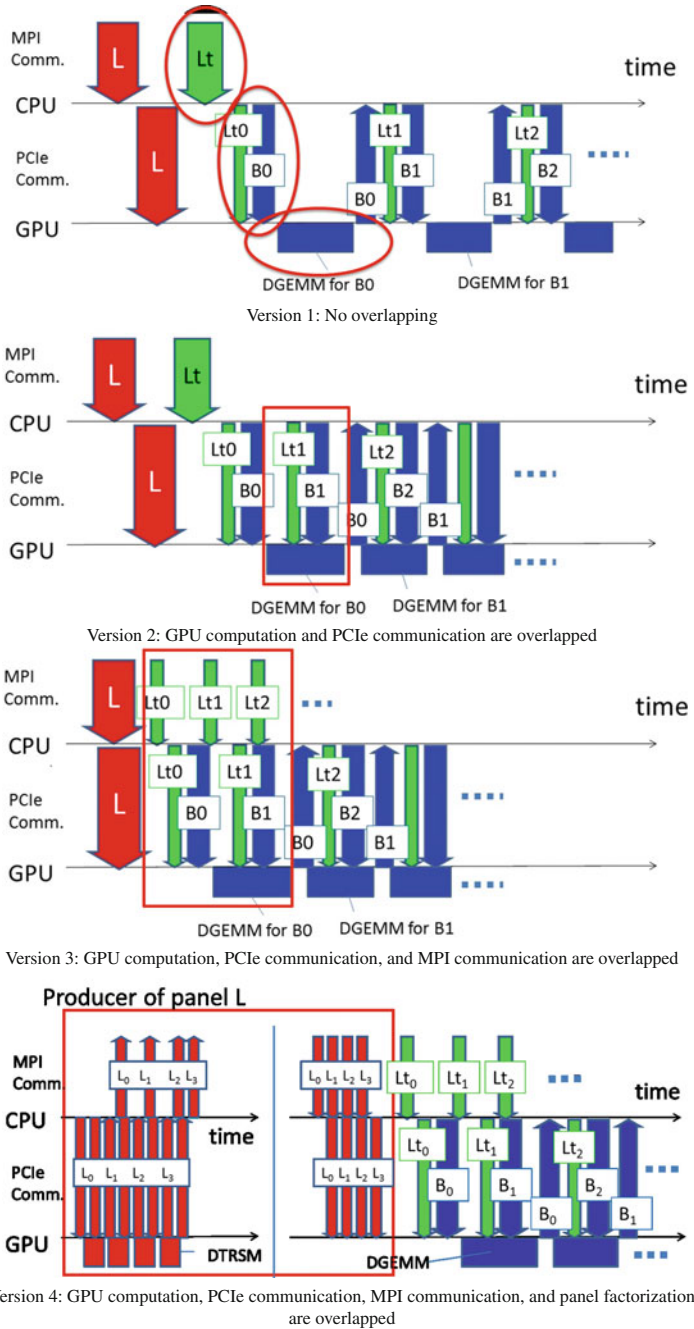 MPI
Comm.
L
Lt
time
CPU
Lt0
Lt1
Lt2
PCIe
Comm.
L
B0
B1
B2
B0
B1
GPU
DGEMM for B0
DGEMM for B1
Version 1: No overlapping
MPI
Comm.
L
Lt
time
CPU
Lt0
Lt1
Lt2
PCIe
Comm.
L
B0
B1
B2
B0
B1
GPU
DGEMM for B0
DGEMM for B1
Version 2: GPU computation and PCIe communication are overlapped
MPI
Comm.
L
Lt0
Lt1
Lt2
time
CPU
Lt0
Lt1
Lt2
PCIe
Comm.
L
B0
B1
B2
B0
B1
GPU
DGEMM for B0
DGEMM for B1
Version 3: GPU computation, PCIe communication, and MPI communication are overlapped
Producer of panel L
MPI
Comm.
L₀ L₁ L₂ L₃
L₀ L₁ L₂ L₃
Lt₀
Lt₁
Lt₂
CPU
time
time
Lt₀
Lt₁
Lt₂
PCIe
Comm.
L₀ L₁ L₂ L₃
L₀ L₁ L₂ L₃
B₀
B₁
B₂
B₀
B₁
GPU
DTRSM
DGEMM
ersion 4: GPU computation, PCIe communication, MPI communication, and panel factorization
are overlapped